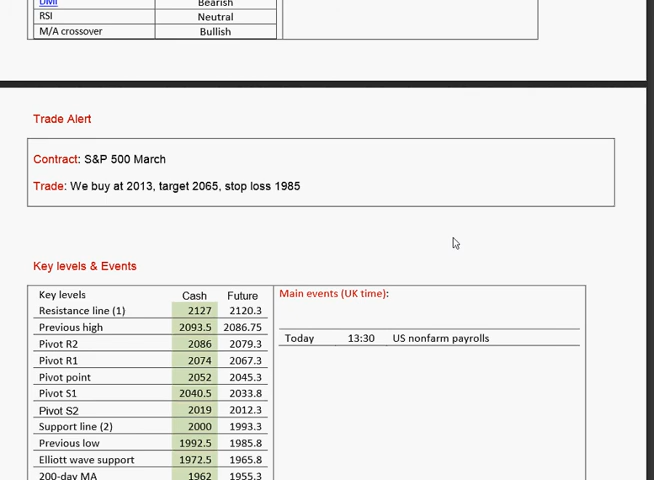 DMI Bearish
RSI Neutral
M/A crossover Bullish
Trade Alert
Contract: S&P 500 March
Trade: We buy at 2013, target 2065, stop loss 1985
Key levels & Events
Key levels Cash Future
Resistance line (1) 2127 2120.3
Previous high 2093.5 2086.75
Pivot R2 2086 2079.3
Pivot R1 2074 2067.3
Pivot point 2052 2045.3
Pivot S1 2040.5 2033.8
Pivot S2 2019 2012.3
Support line (2) 2000 1993.3
Previous low 1992.5 1985.8
Elliott wave support 1972.5 1965.8
200-day MA 1962 1955.3
Main events (UK time):
Today 13:30 US nonfarm payrolls